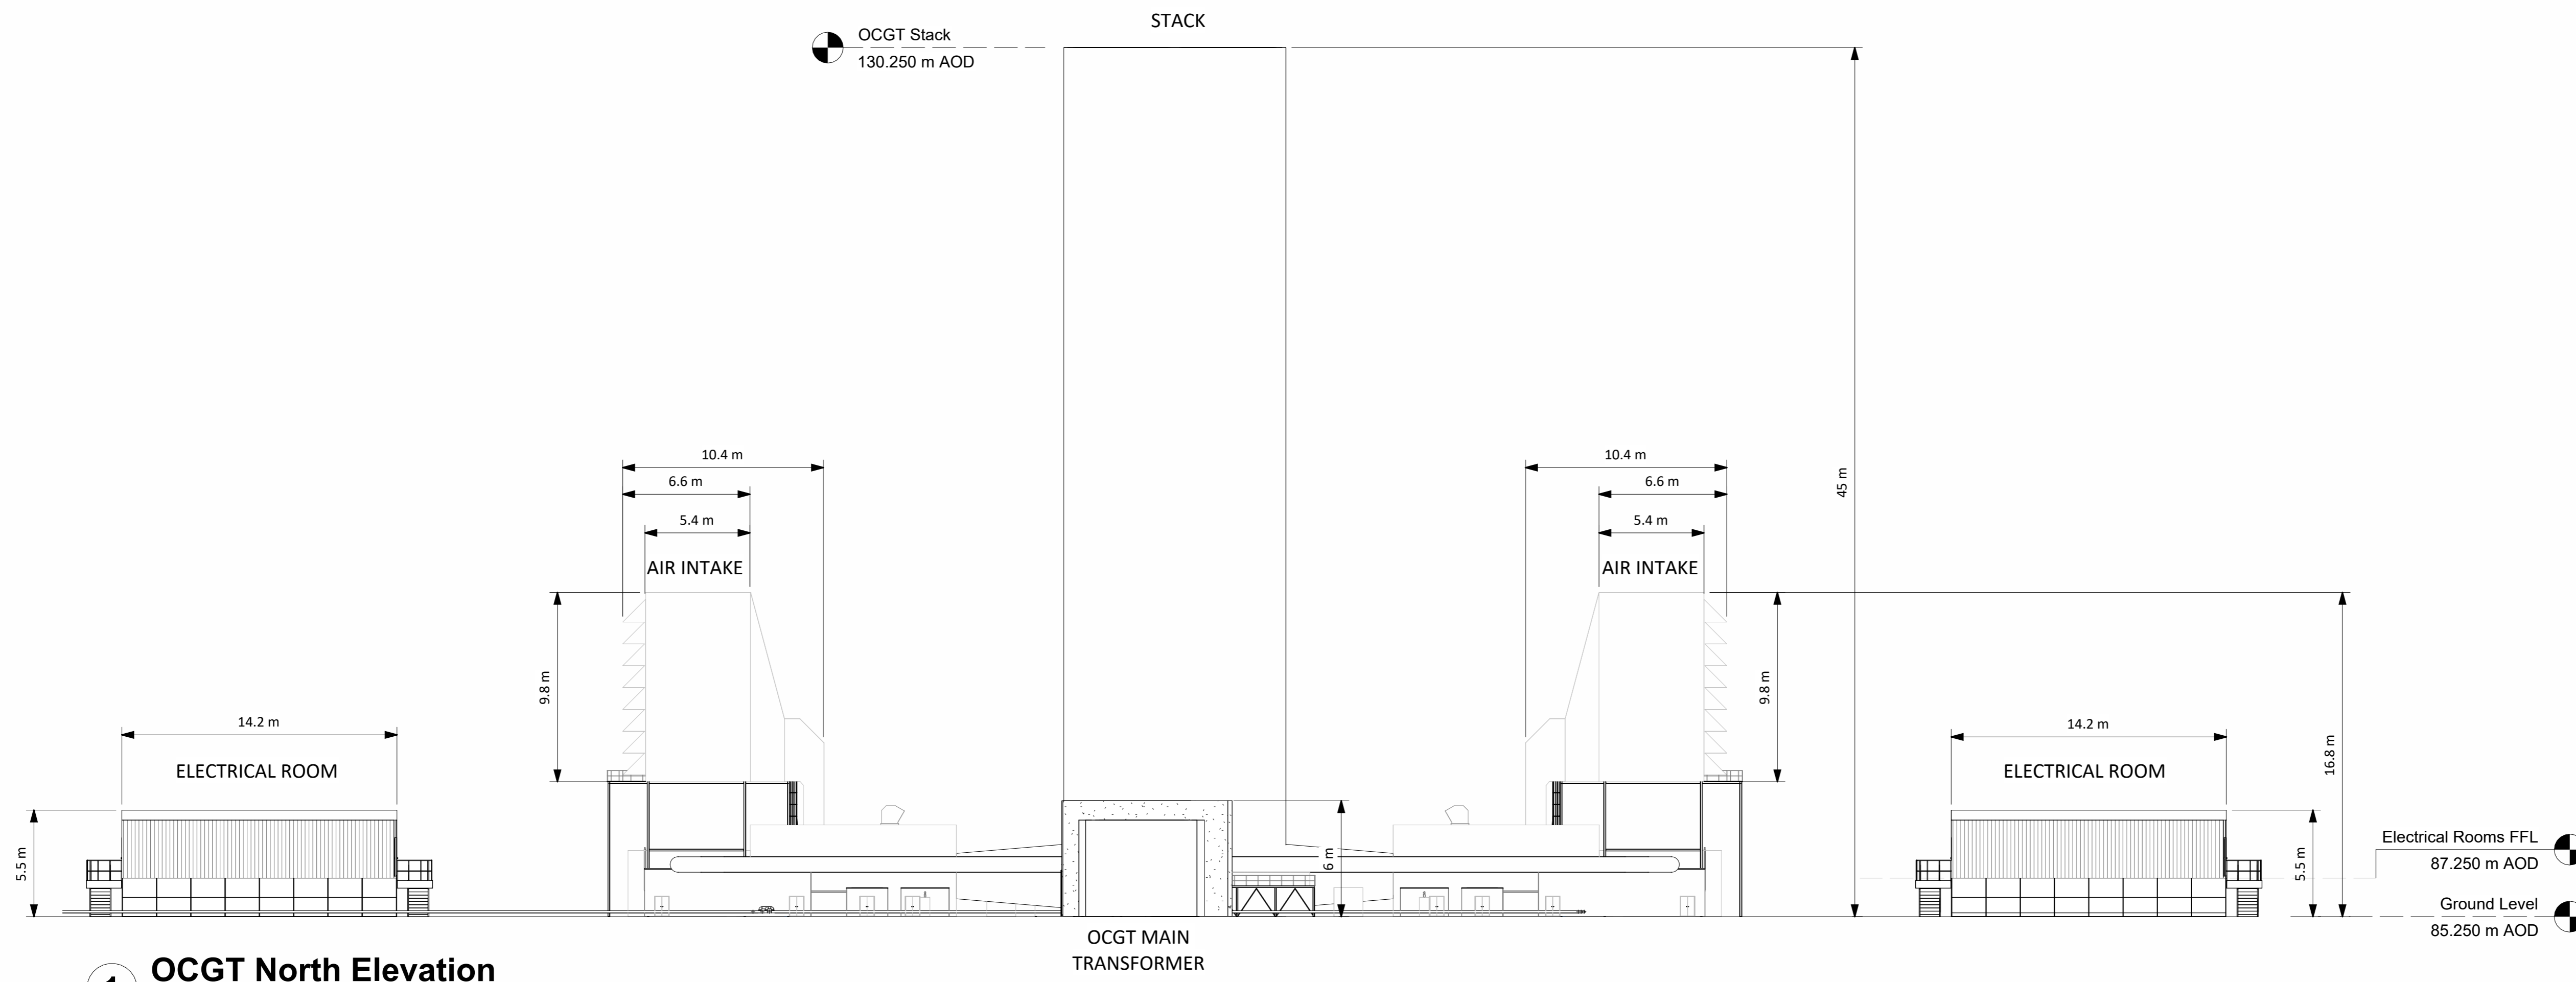 STACK
OCGT Stack
130.250 m AOD
45 m
10.4 m
6.6 m
5.4 m
AIR INTAKE
9.8 m
10.4 m
6.6 m
5.4 m
AIR INTAKE
9.8 m
16.8 m
14.2 m
ELECTRICAL ROOM
5.5 m
14.2 m
ELECTRICAL ROOM
5.5 m
6 m
Electrical Rooms FFL
87.250 m AOD
Ground Level
85.250 m AOD
OCGT MAIN
TRANSFORMER
1
OCGT North Elevation